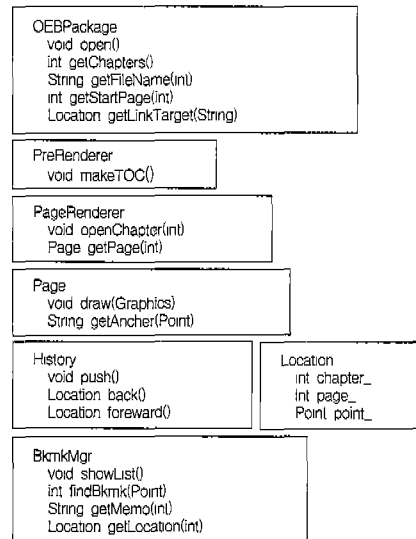 OEBPackage
void open()
int getChapters()
String getFileName(int)
int getStartPage(int)
Location getLinkTarget(String)
PreRenderer
void makeTOC()
PageRenderer
void openChapter(int)
Page getPage(int)
Page
void draw(Graphics)
String getAncher(Point)
History
void push()
Location back()
Location foreward()
Location
int chapter_
int page_
Point point_
BkmkMgr
void showList()
int findBkmk(Point)
String getMemo(int)
Location getLocation(int)